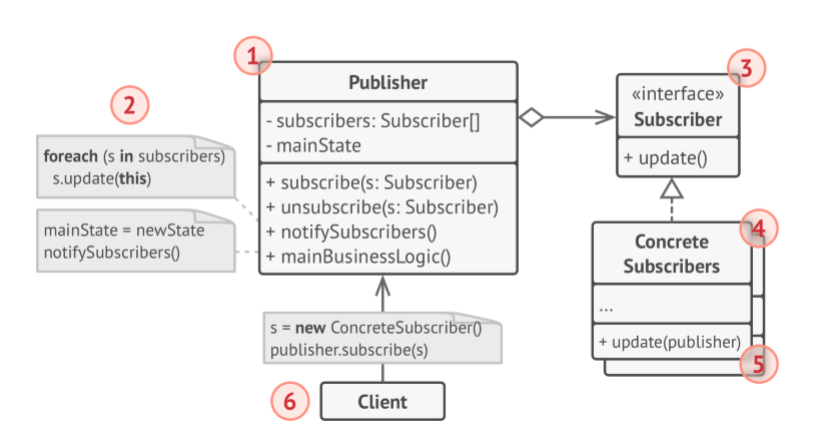 1
Publisher
- subscribers: Subscriber[]
- mainState
+ subscribe(s: Subscriber)
+ unsubscribe(s: Subscriber)
+ notifySubscribers()
+ mainBusinessLogic()
2
foreach (s in subscribers)
s.update(this)
mainState = newState
notifySubscribers()
3
«interface»
Subscriber
+ update()
4
Concrete
Subscribers
...
+ update(publisher)
5
s = new ConcreteSubscriber()
publisher.subscribe(s)
6
Client